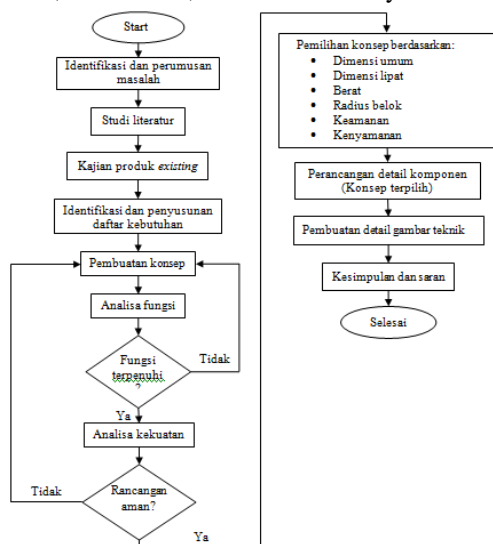 Start
Identifikasi dan perumusan
masalah
Studi literatur
Kajian produk existing
Identifikasi dan penyusunan
daftar kebutuhan
Pembuatan konsep
Analisa fungsi
Fungsi
terpenuhi
?
Tidak
Ya
Analisa kekuatan
Rancangan
aman?
Tidak
Ya
Pemilihan konsep berdasarkan:
• Dimensi umum
• Dimensi lipat
• Berat
• Radius belok
• Keamanan
• Kenyamanan
Perancangan detail komponen
(Konsep terpilih)
Pembuatan detail gambar teknik
Kesimpulan dan saran
Selesai